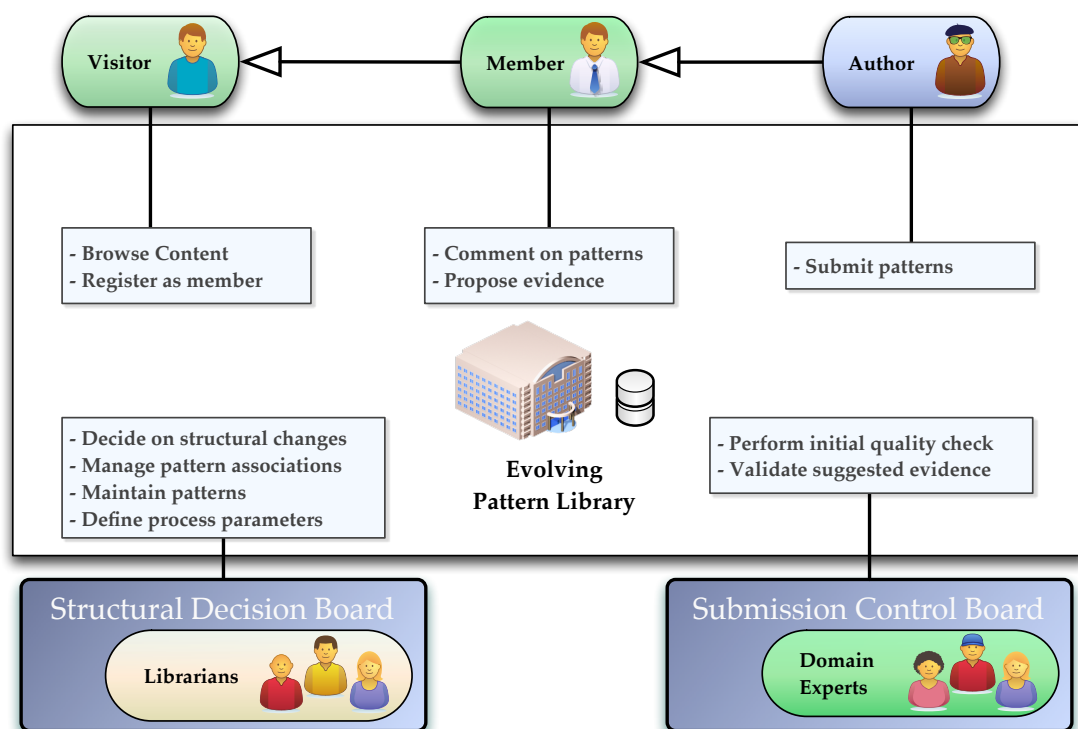 Visitor
Member
Author
- Browse Content
- Register as member
- Comment on patterns
- Propose evidence
- Submit patterns
- Decide on structural changes
- Manage pattern associations
- Maintain patterns
- Define process parameters
Evolving
Pattern Library
- Perform initial quality check
- Validate suggested evidence
Structural Decision Board
Librarians
Submission Control Board
Domain
Experts